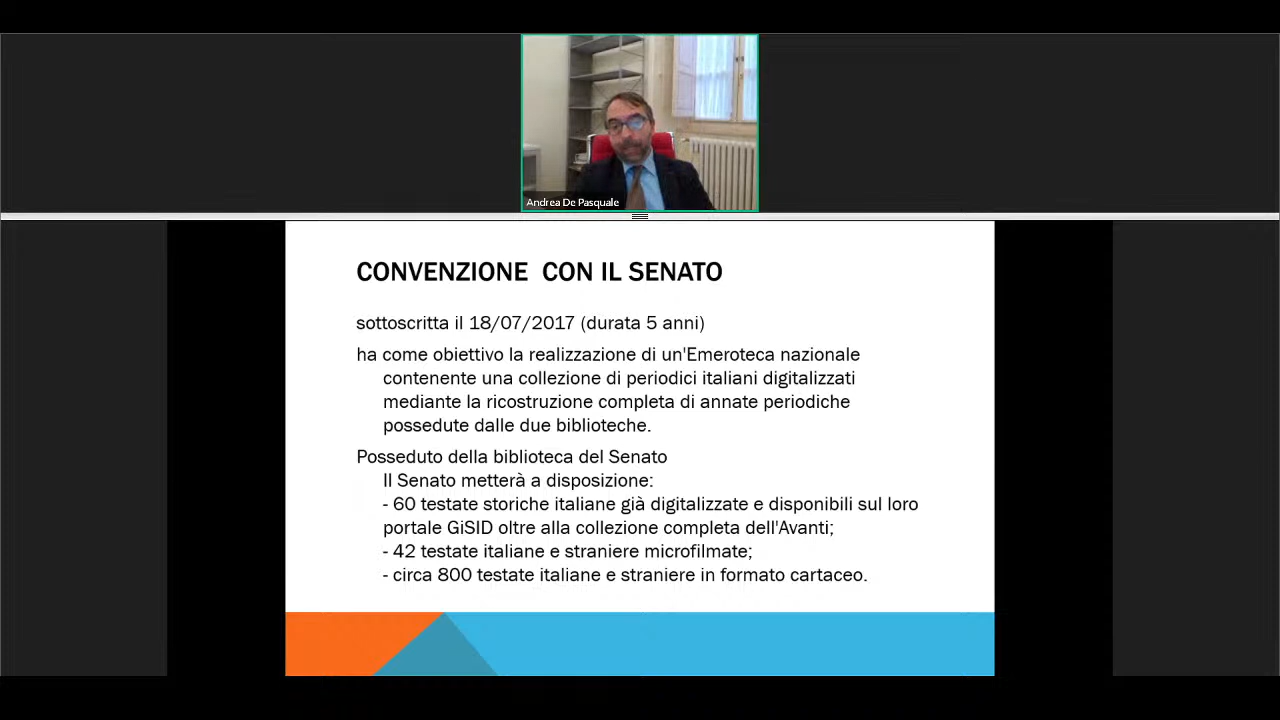 Andrea De Pasquale
CONVENZIONE CON IL SENATO
sottoscritta il 18/07/2017 (durata 5 anni)
ha come obiettivo la realizzazione di un'Emeroteca nazionale
contenente una collezione di periodici italiani digitalizzati
mediante la ricostruzione completa di annate periodiche
possedute dalle due biblioteche.
Posseduto della biblioteca del Senato
Il Senato metterà a disposizione:
- 60 testate storiche italiane già digitalizzate e disponibili sul loro
portale GiSID oltre alla collezione completa dell'Avanti;
- 42 testate italiane e straniere microfilmate;
- circa 800 testate italiane e straniere in formato cartaceo.